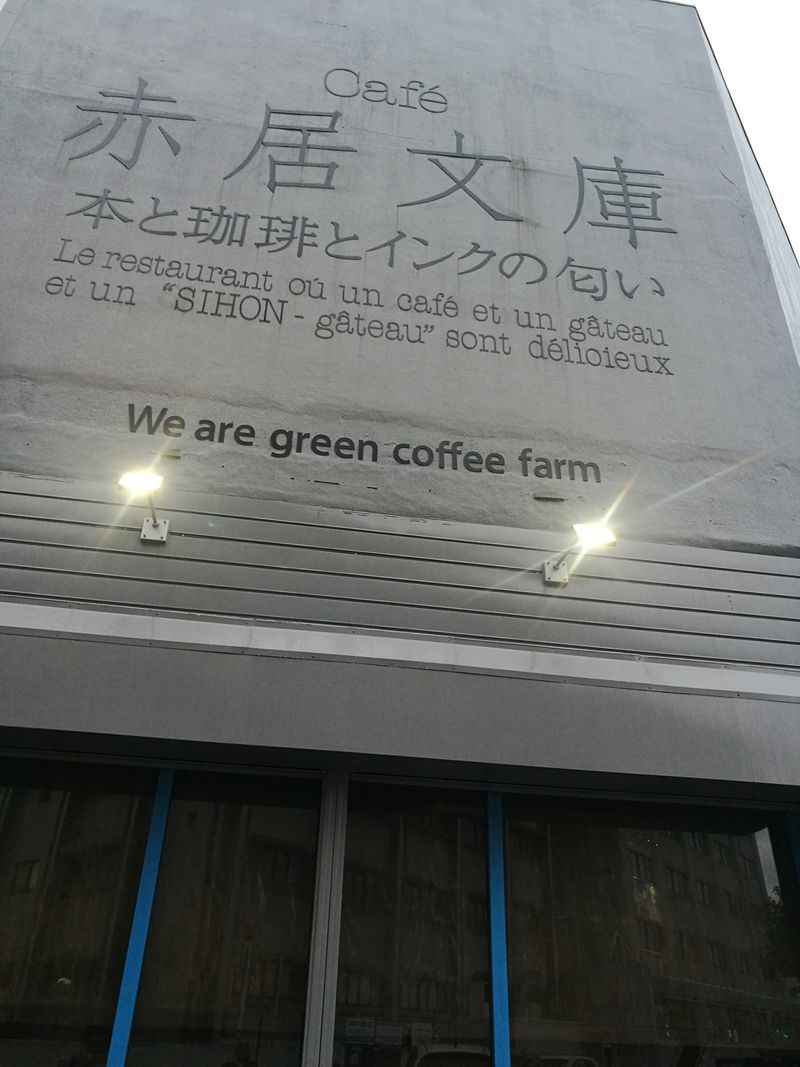 Café
赤居文庫
本と珈琲とインクの匂い
Le restaurant oú un café et un gâteau
et un “SIHON - gâteau” sont délioieux
We are green coffee farm